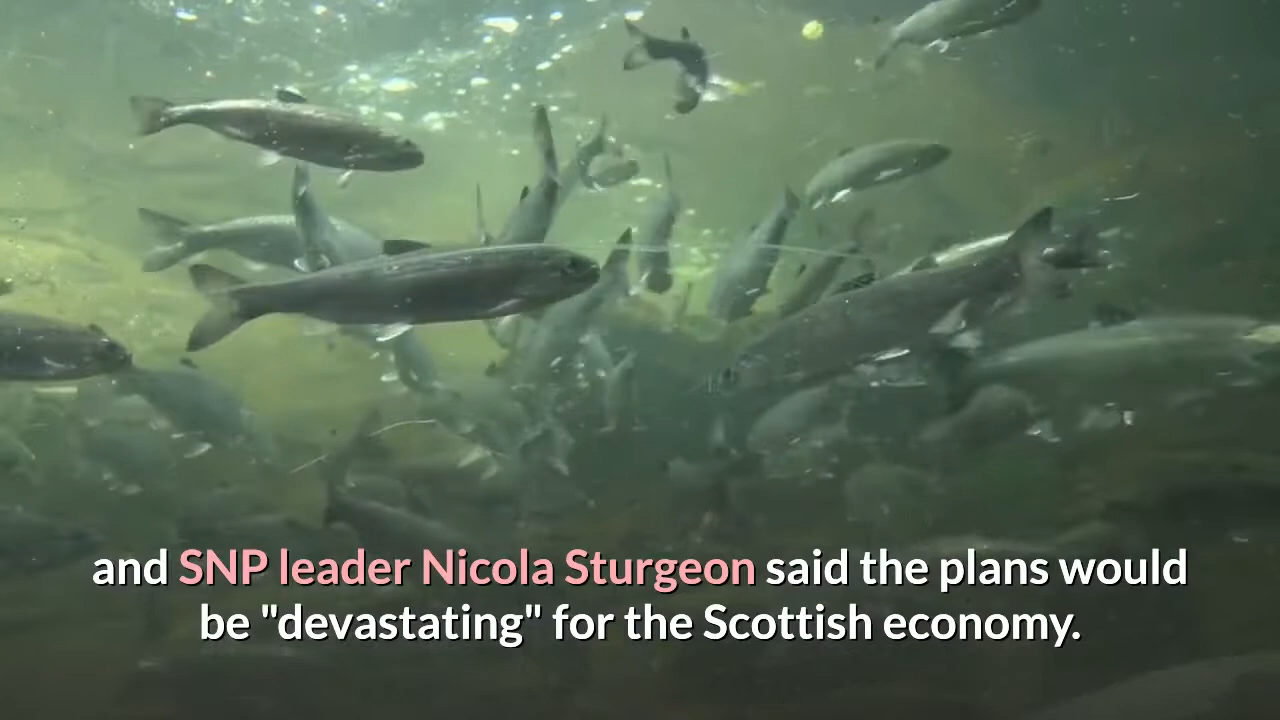 and SNP leader Nicola Sturgeon said the plans would
be "devastating" for the Scottish economy.